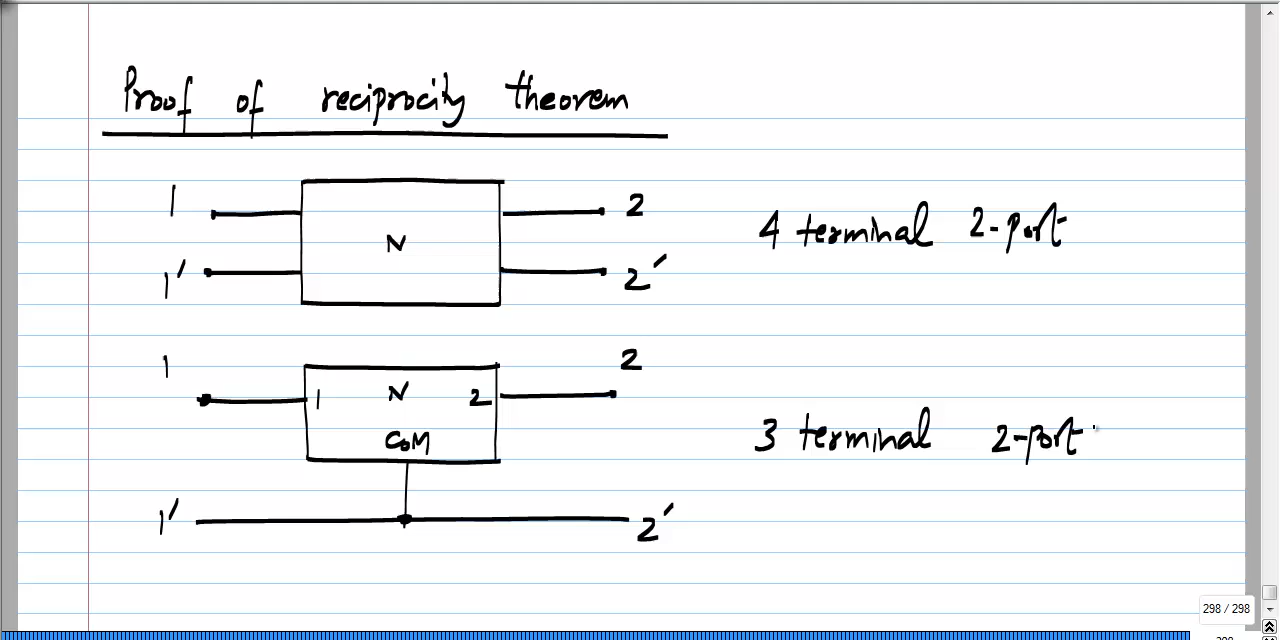 Proof of reciprocity theorem
1 2
N 4 terminal 2-port
1' 2'
1 2
1 N 2
COM 3 terminal 2-port
1' 2'
298 / 298